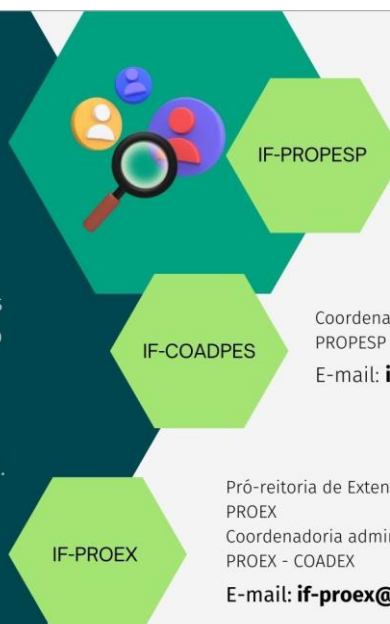 IF-PROPESP
IF-COADPES
Coordena
PROPESP
E-mail: i
IF-PROEX
Pró-reitoria de Exten
PROEX
Coordenadoria admi
PROEX - COADEX
E-mail: if-proex@